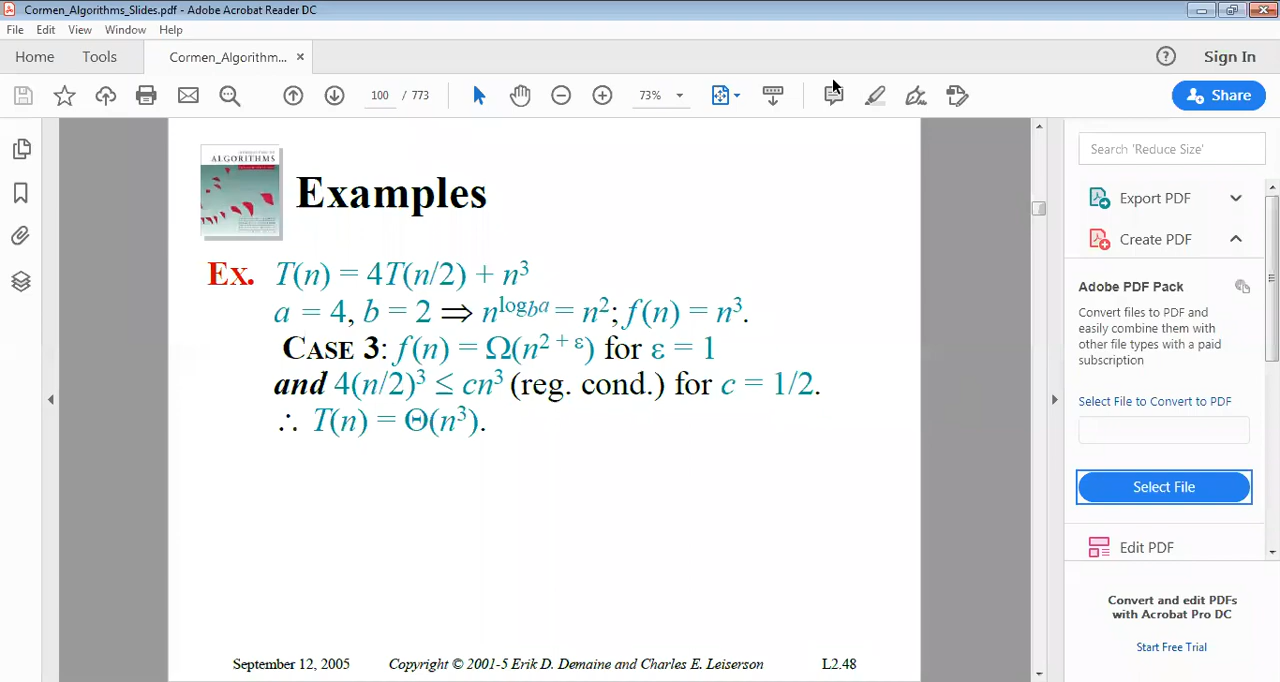 Cormen_Algorithms_Slides.pdf - Adobe Acrobat Reader DC
File Edit View Window Help
Home Tools Cormen_Algorithm... × Sign In
100 / 773 73% Share
ALGORITHMS
Examples
Ex. T(n) = 4T(n/2) + n³
a = 4, b = 2 ⇒ n^{log_b a} = n²; f(n) = n³.
CASE 3: f(n) = Ω(n^{2 + ε}) for ε = 1
and 4(n/2)³ ≤ cn³ (reg. cond.) for c = 1/2.
∴ T(n) = Θ(n³).
September 12, 2005 Copyright © 2001-5 Erik D. Demaine and Charles E. Leiserson L2.48
Search 'Reduce Size'
Export PDF
Create PDF
Adobe PDF Pack
Convert files to PDF and
easily combine them with
other file types with a paid
subscription
Select File to Convert to PDF
Select File
Edit PDF
Convert and edit PDFs
with Acrobat Pro DC
Start Free Trial